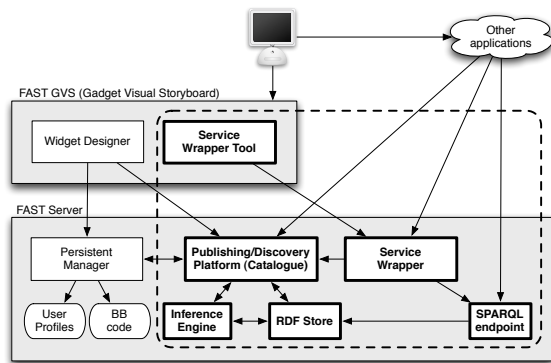 Other
applications
FAST GVS (Gadget Visual Storyboard)
Widget Designer
Service
Wrapper Tool
FAST Server
Persistent
Manager
Publishing/Discovery
Platform (Catalogue)
Service
Wrapper
User
Profiles
BB
code
Inference
Engine
RDF Store
SPARQL
endpoint